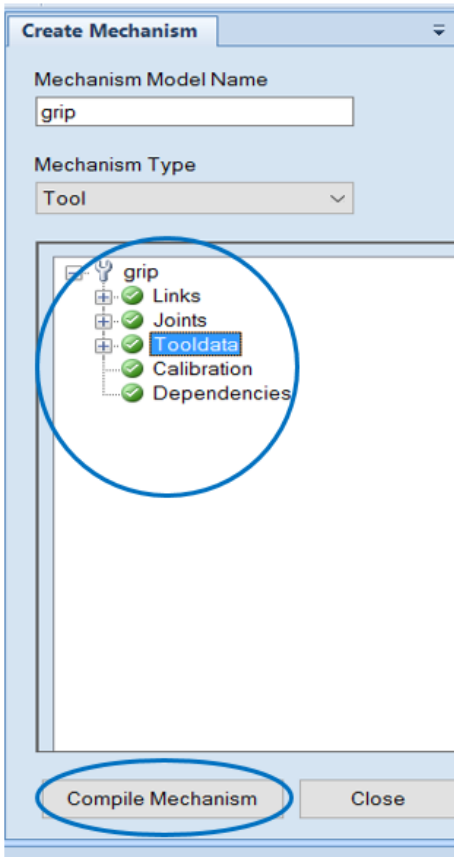 Create Mechanism
Mechanism Model Name
grip
Mechanism Type
Tool
grip
Links
Joints
Tooldata
Calibration
Dependencies
Compile Mechanism
Close